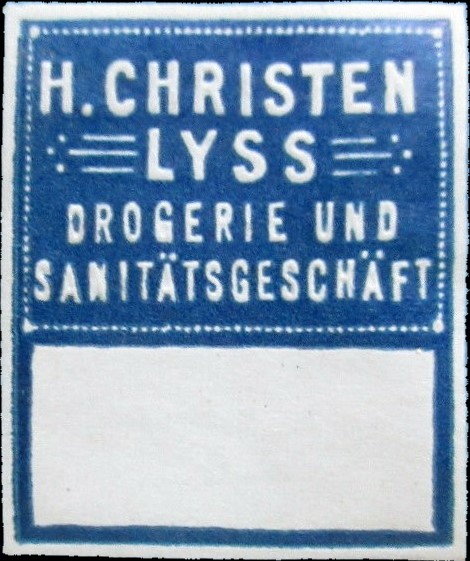 H. CHRISTEN
LYSS
DROGERIE UND
SANITÄTSGESCHÄFT